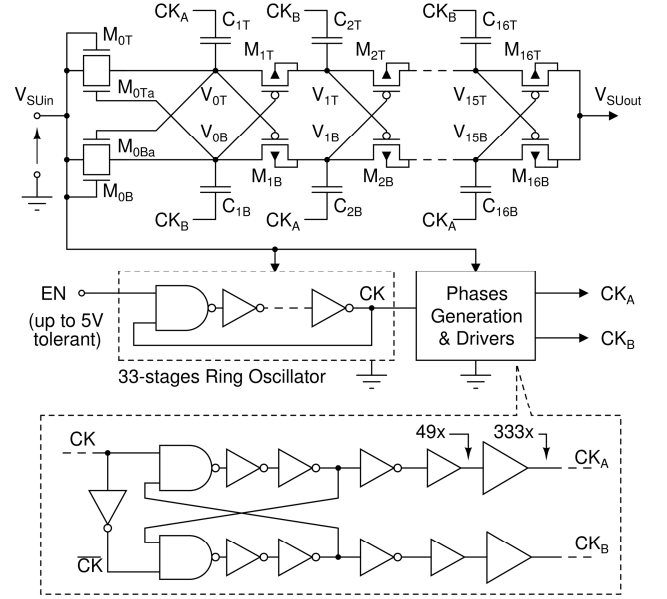 CK_A CK_B CK_B
C_1T C_2T C_16T
M_0T M_1T M_2T M_16T
M_0Ta
V_SUin V_0T V_1T V_15T V_SUout
V_0B V_1B V_15B
M_0Ba
M_0B M_1B M_2B M_16B
C_1B C_2B C_16B
CK_B CK_A CK_A
EN
(up to 5V
tolerant)
CK
33-stages Ring Oscillator
Phases
Generation
& Drivers
CK_A
CK_B
CK
49x 333x
CK_A
CK
CK_B